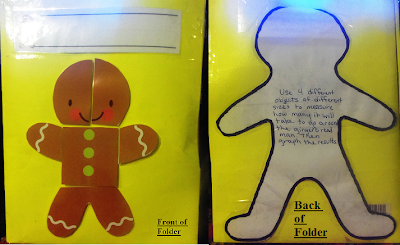 Front of
Folder
Use 4 different
objects of different
sizes to measure
how many it will
take to go around
the gingerbread
man. Then
graph the results
Back
of
Folder